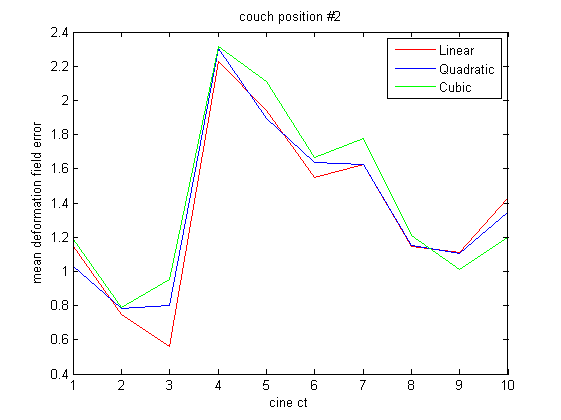 couch position #2
2.4
2.2
2
1.8
1.6
1.4
1.2
1
0.8
0.6
0.4
mean deformation field error
Linear
Quadratic
Cubic
1 2 3 4 5 6 7 8 9 10
cine ct